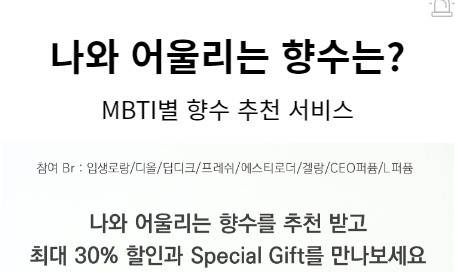 나와 어울리는 향수는?
MBTI별 향수 추천 서비스
참여 Br : 입생로랑/디올/딥디크/프레쉬/에스티로더/겔랑/CEO퍼퓸/L퍼퓸
나와 어울리는 향수를 추천 받고
최대 30% 할인과 Special Gift를 만나보세요